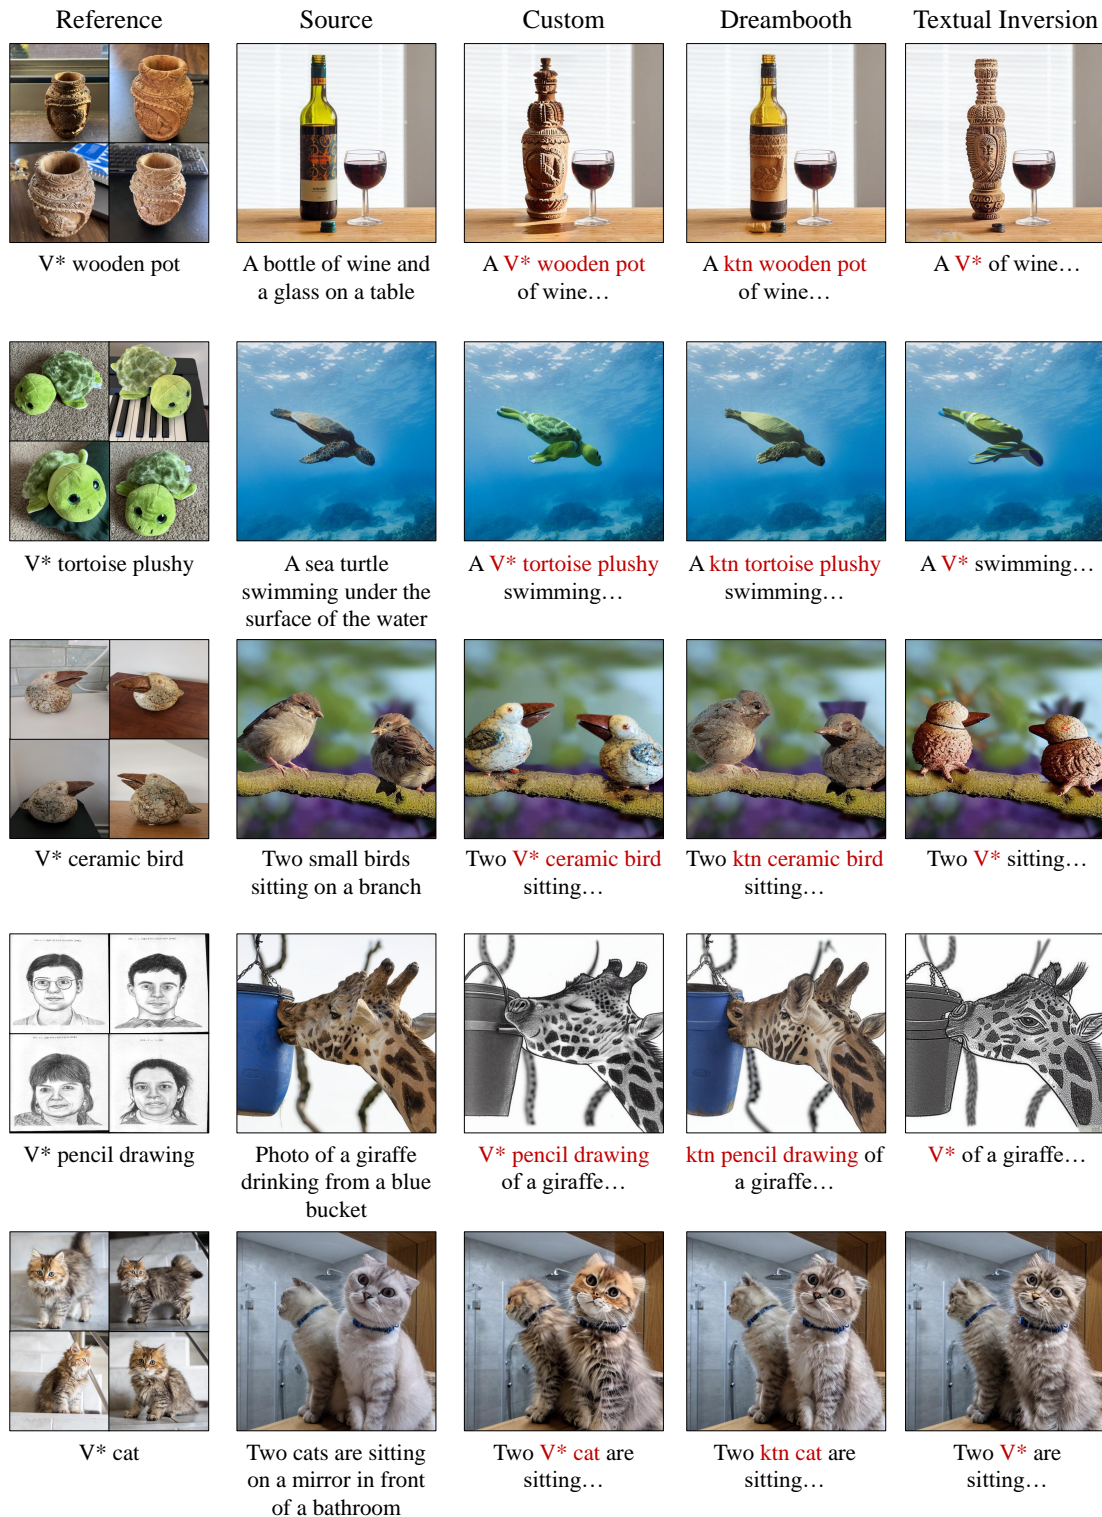 Reference Source Custom Dreambooth Textual Inversion
V* wooden pot
A bottle of wine and
a glass on a table
A V* wooden pot
of wine…
A ktn wooden pot
of wine…
A V* of wine…
V* tortoise plushy
A sea turtle
swimming under the
surface of the water
A V* tortoise plushy
swimming…
A ktn tortoise plushy
swimming…
A V* swimming…
V* ceramic bird
Two small birds
sitting on a branch
Two V* ceramic bird
sitting…
Two ktn ceramic bird
sitting…
Two V* sitting…
V* pencil drawing
Photo of a giraffe
drinking from a blue
bucket
V* pencil drawing
of a giraffe…
ktn pencil drawing of
a giraffe…
V* of a giraffe…
V* cat
Two cats are sitting
on a mirror in front
of a bathroom
Two V* cat are
sitting…
Two ktn cat are
sitting…
Two V* are
sitting…